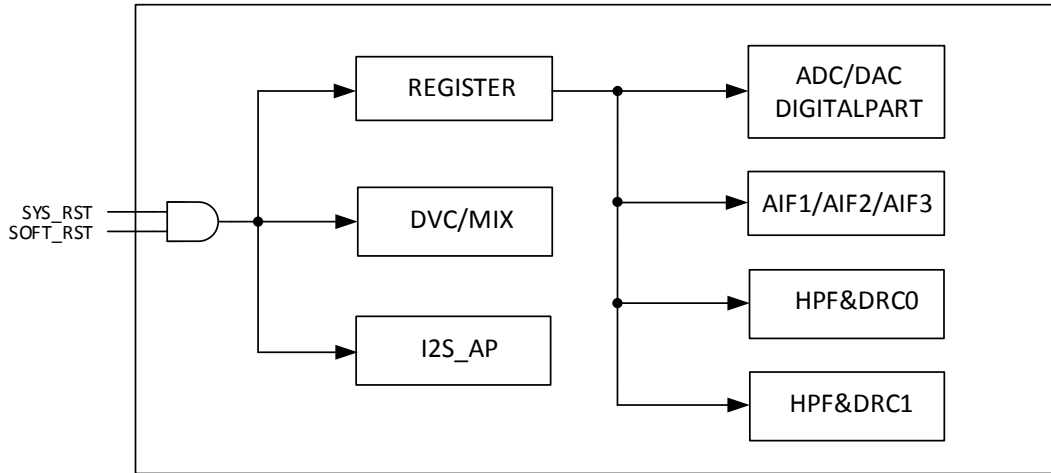 REGISTER
ADC/DAC
DIGITALPART
SYS_RST
SOFT_RST
DVC/MIX
AIF1/AIF2/AIF3
I2S_AP
HPF&DRC0
HPF&DRC1